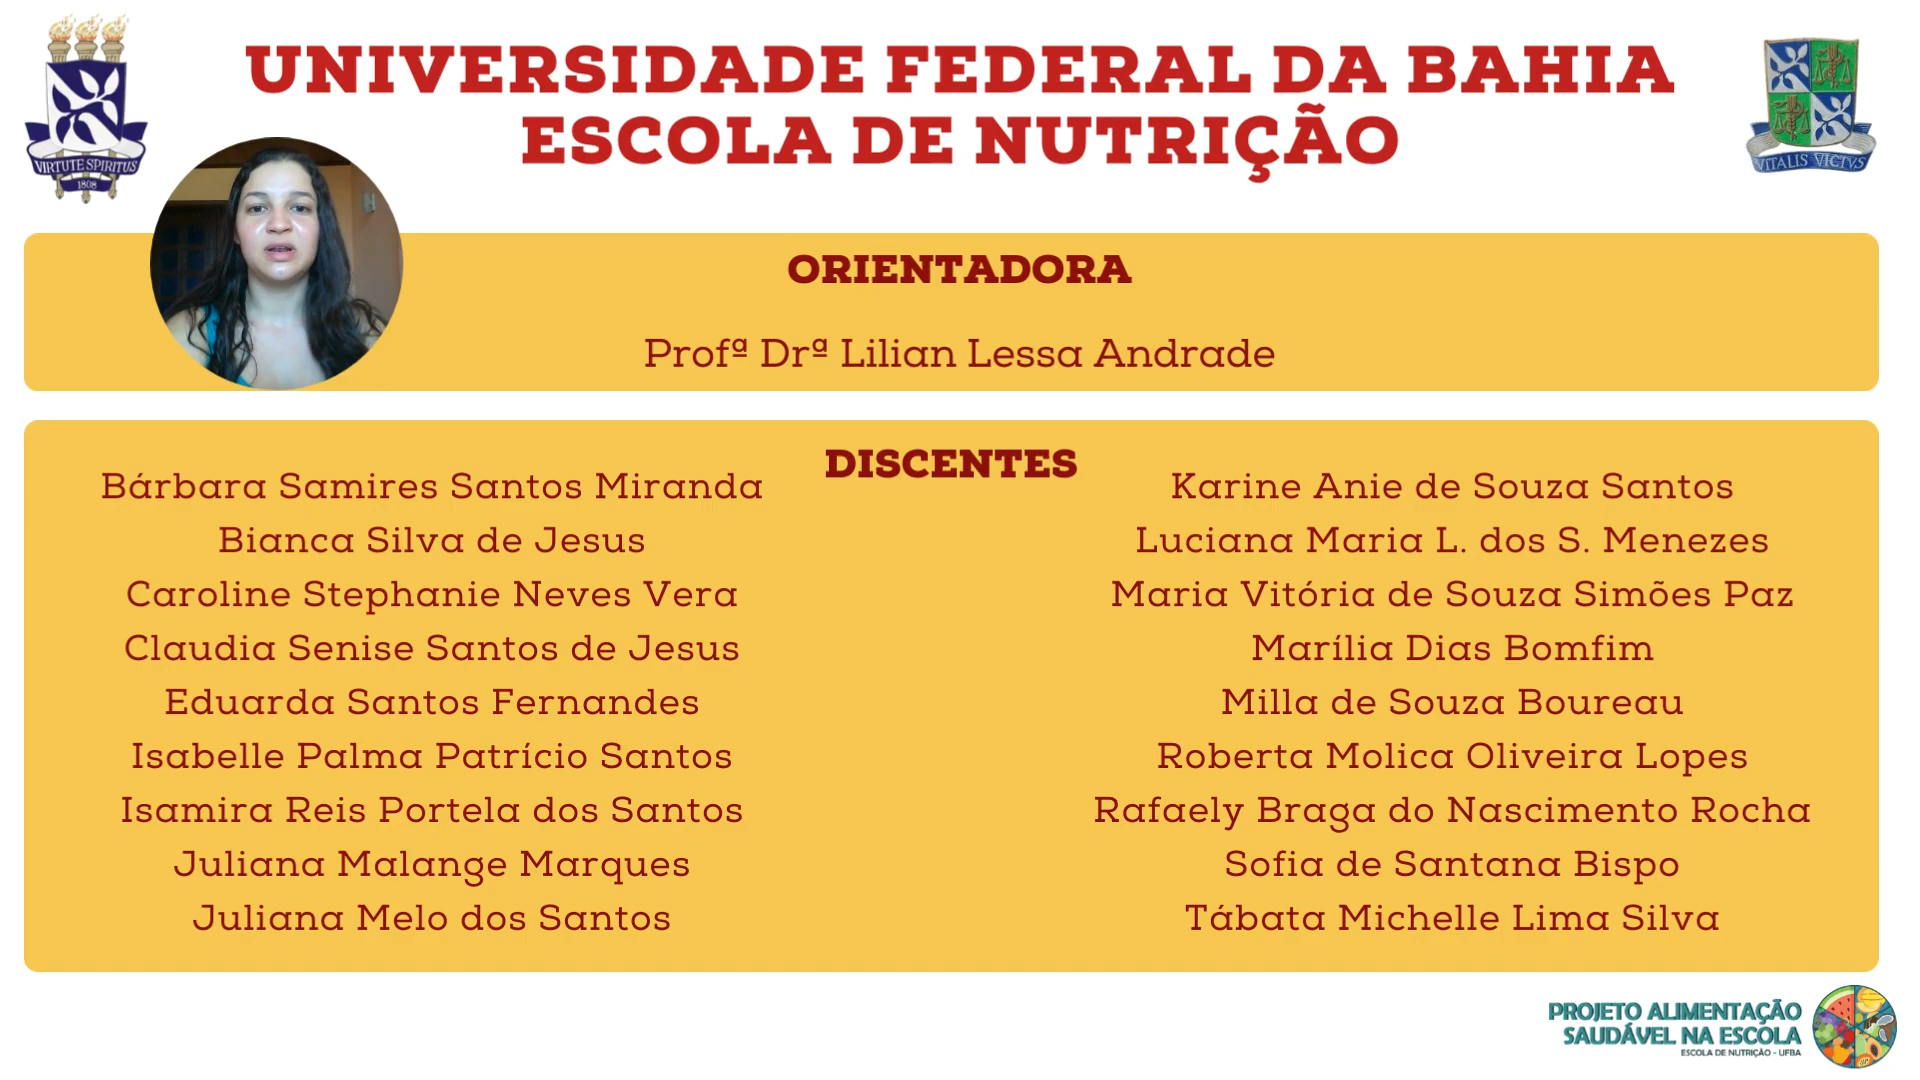 UNIVERSIDADE FEDERAL DA BAHIA
ESCOLA DE NUTRIÇÃO
VIRTUTE SPIRITUS
1808
VITALIS VICTVS
ORIENTADORA
Profª Drª Lilian Lessa Andrade
DISCENTES
Bárbara Samires Santos Miranda
Bianca Silva de Jesus
Caroline Stephanie Neves Vera
Claudia Senise Santos de Jesus
Eduarda Santos Fernandes
Isabelle Palma Patrício Santos
Isamira Reis Portela dos Santos
Juliana Malange Marques
Juliana Melo dos Santos
Karine Anie de Souza Santos
Luciana Maria L. dos S. Menezes
Maria Vitória de Souza Simões Paz
Marília Dias Bomfim
Milla de Souza Boureau
Roberta Molica Oliveira Lopes
Rafaely Braga do Nascimento Rocha
Sofia de Santana Bispo
Tábata Michelle Lima Silva
PROJETO ALIMENTAÇÃO
SAUDÁVEL NA ESCOLA
ESCOLA DE NUTRIÇÃO - UFBA